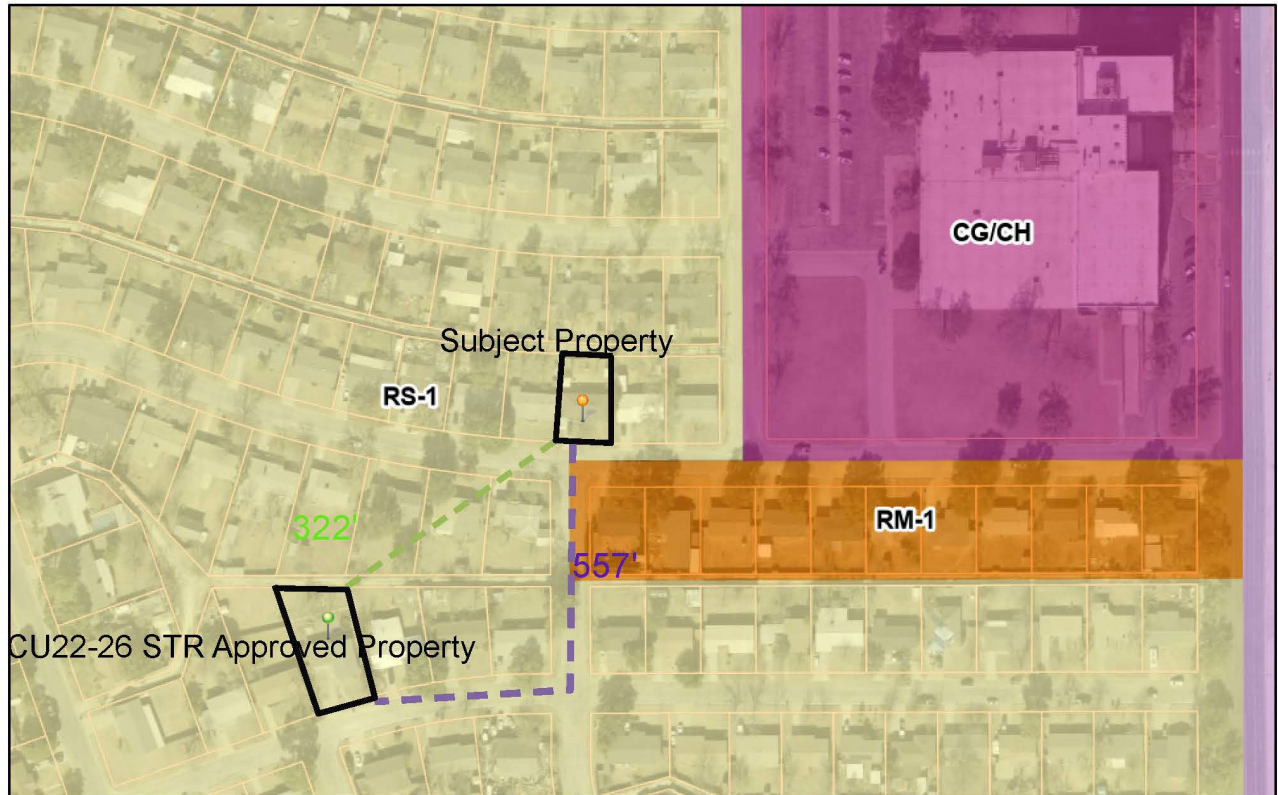 CG/CH
Subject Property
RS-1
322'
RM-1
557'
CU22-26 STR Approved Property